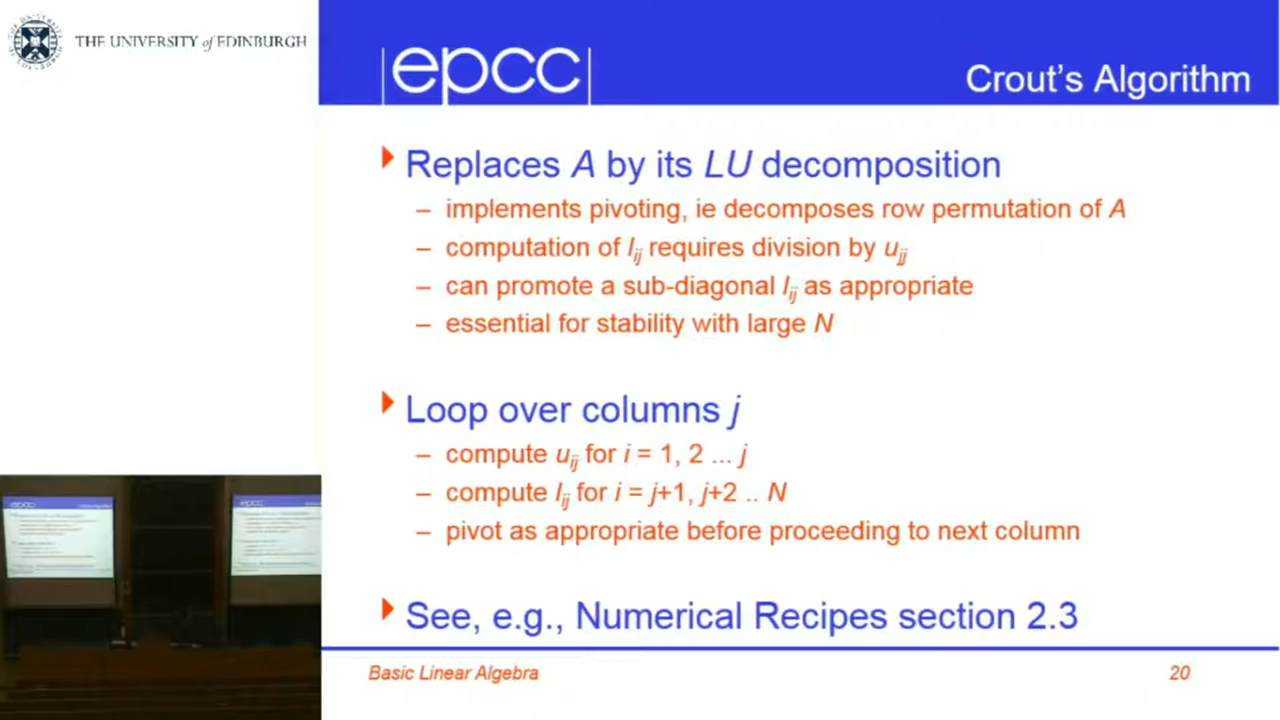 THE UNIVERSITY of EDINBURGH
epcc
Crout's Algorithm
Replaces A by its LU decomposition
– implements pivoting, ie decomposes row permutation of A
– computation of lij requires division by ujj
– can promote a sub-diagonal lij as appropriate
– essential for stability with large N
Loop over columns j
– compute uij for i = 1, 2 ... j
– compute lij for i = j+1, j+2 .. N
– pivot as appropriate before proceeding to next column
See, e.g., Numerical Recipes section 2.3
Basic Linear Algebra
20
epcc
epcc